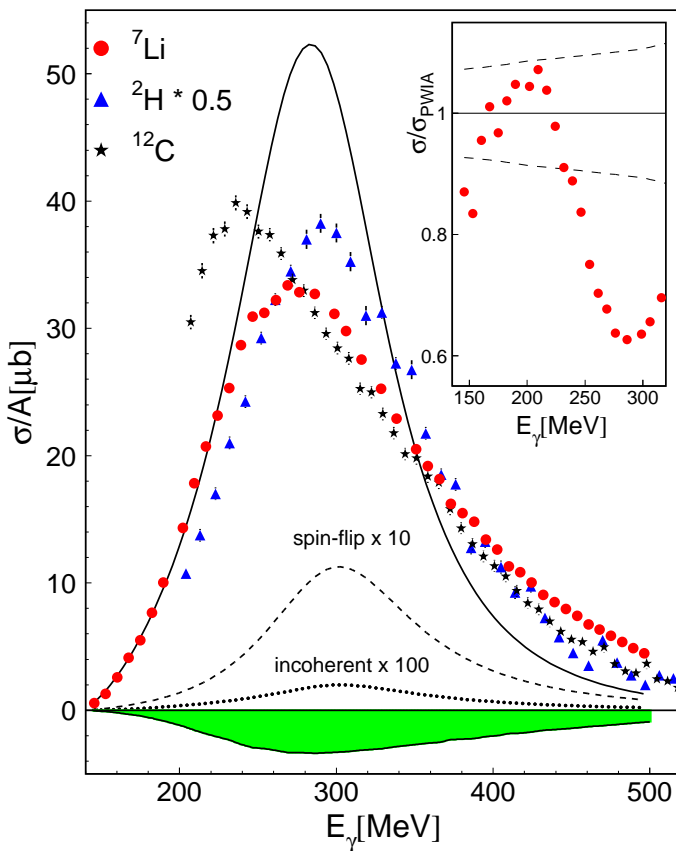 ⁷Li
²H * 0.5
¹²C
σ/A[μb]
50
40
30
20
10
0
spin-flip x 10
incoherent x 100
200
300
400
500
E_γ[MeV]
σ/σ_PWIA
1
0.8
0.6
150
200
250
300
E_γ[MeV]